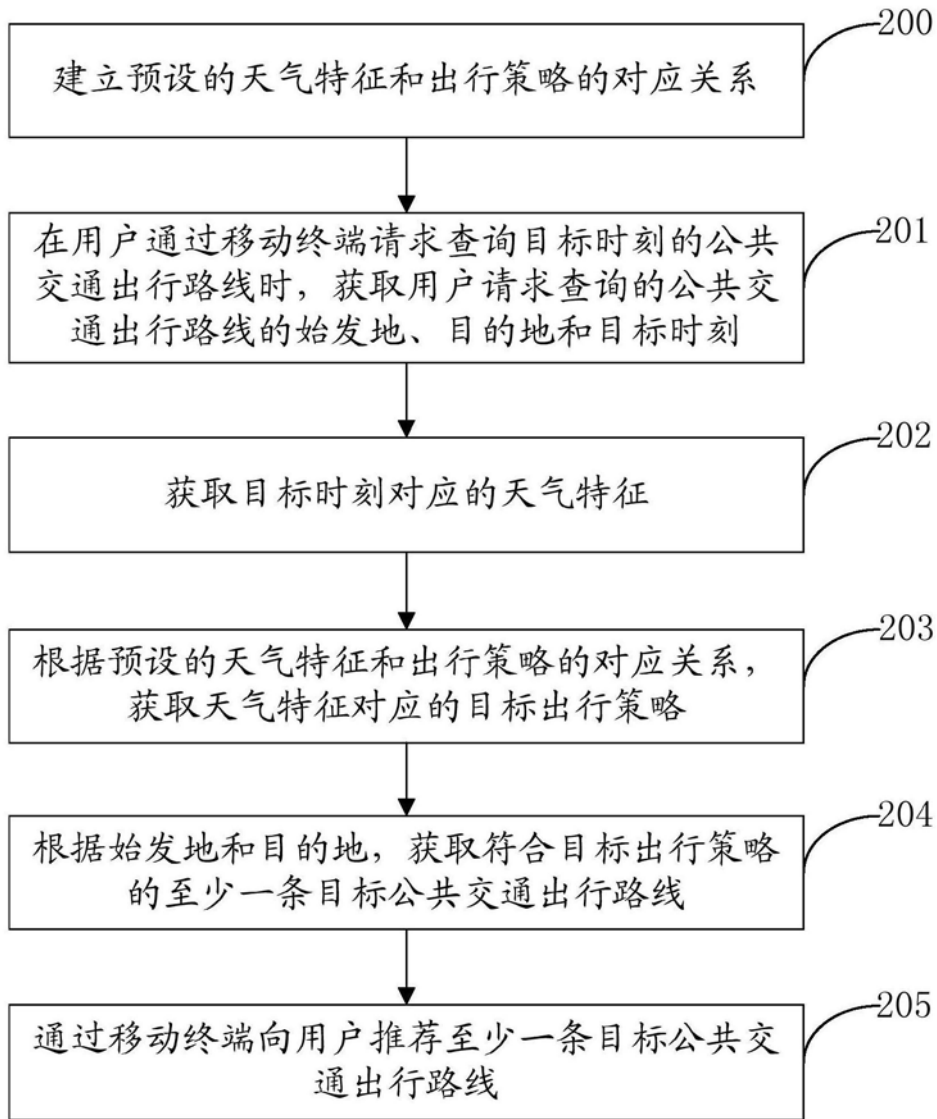 200
建立预设的天气特征和出行策略的对应关系
201
在用户通过移动终端请求查询目标时刻的公共
交通出行路线时，获取用户请求查询的公共交
通出行路线的始发地、目的地和目标时刻
202
获取目标时刻对应的天气特征
203
根据预设的天气特征和出行策略的对应关系，
获取天气特征对应的目标出行策略
204
根据始发地和目的地，获取符合目标出行策略
的至少一条目标公共交通出行路线
205
通过移动终端向用户推荐至少一条目标公共交
通出行路线